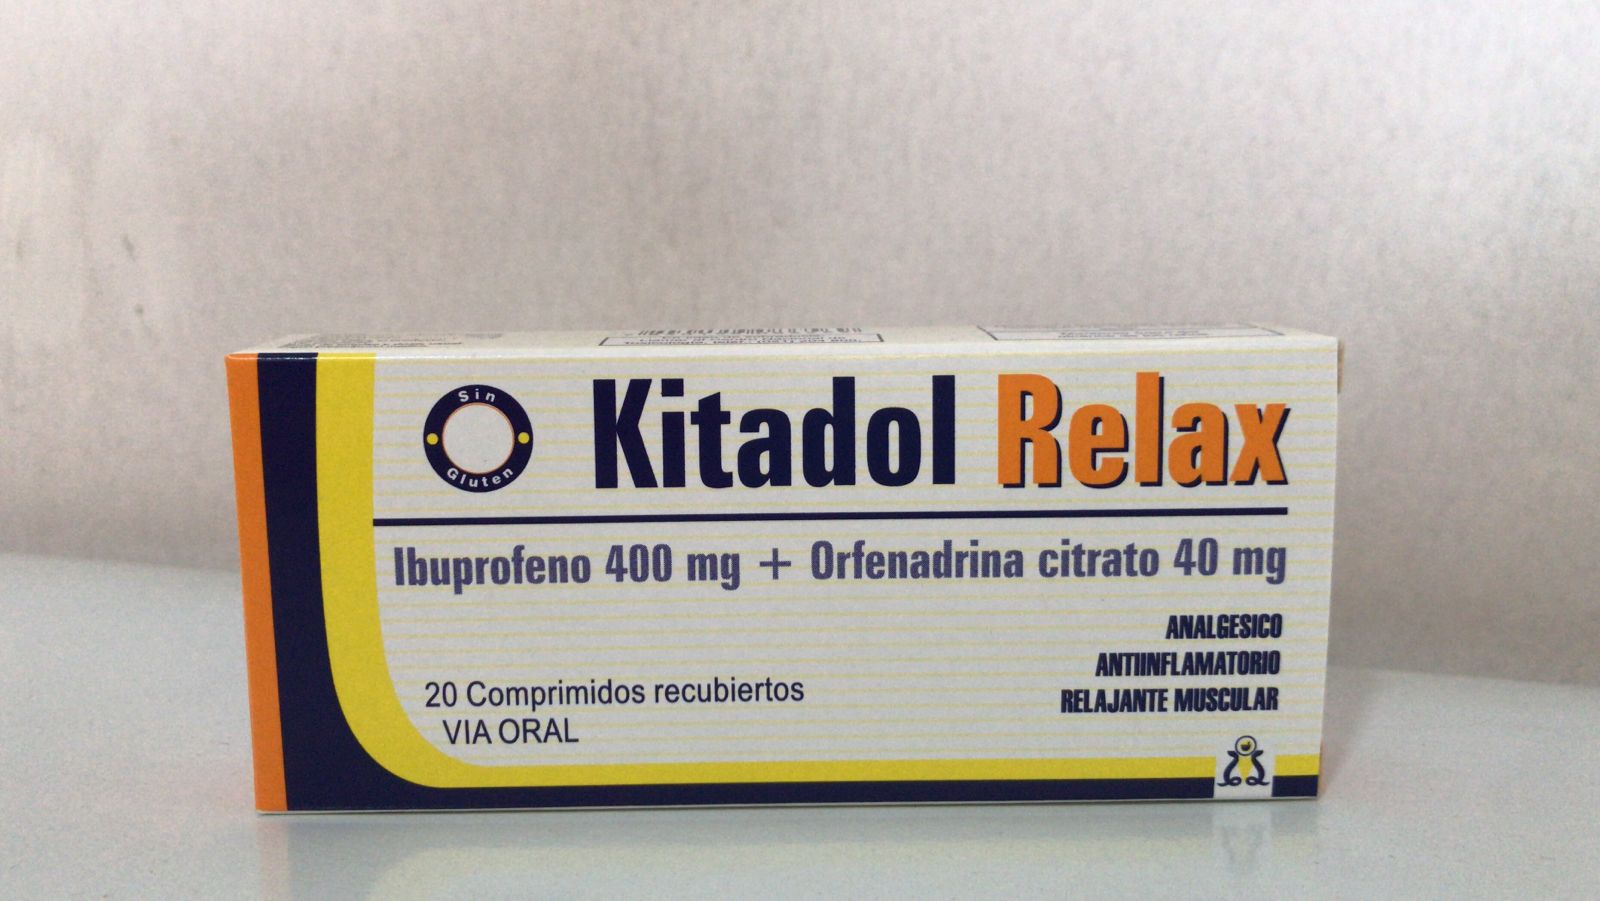 Sin
Gluten
Kitadol Relax
Ibuprofeno 400 mg + Orfenadrina citrato 40 mg
ANALGESICO
ANTIINFLAMATORIO
RELAJANTE MUSCULAR
20 Comprimidos recubiertos
VIA ORAL